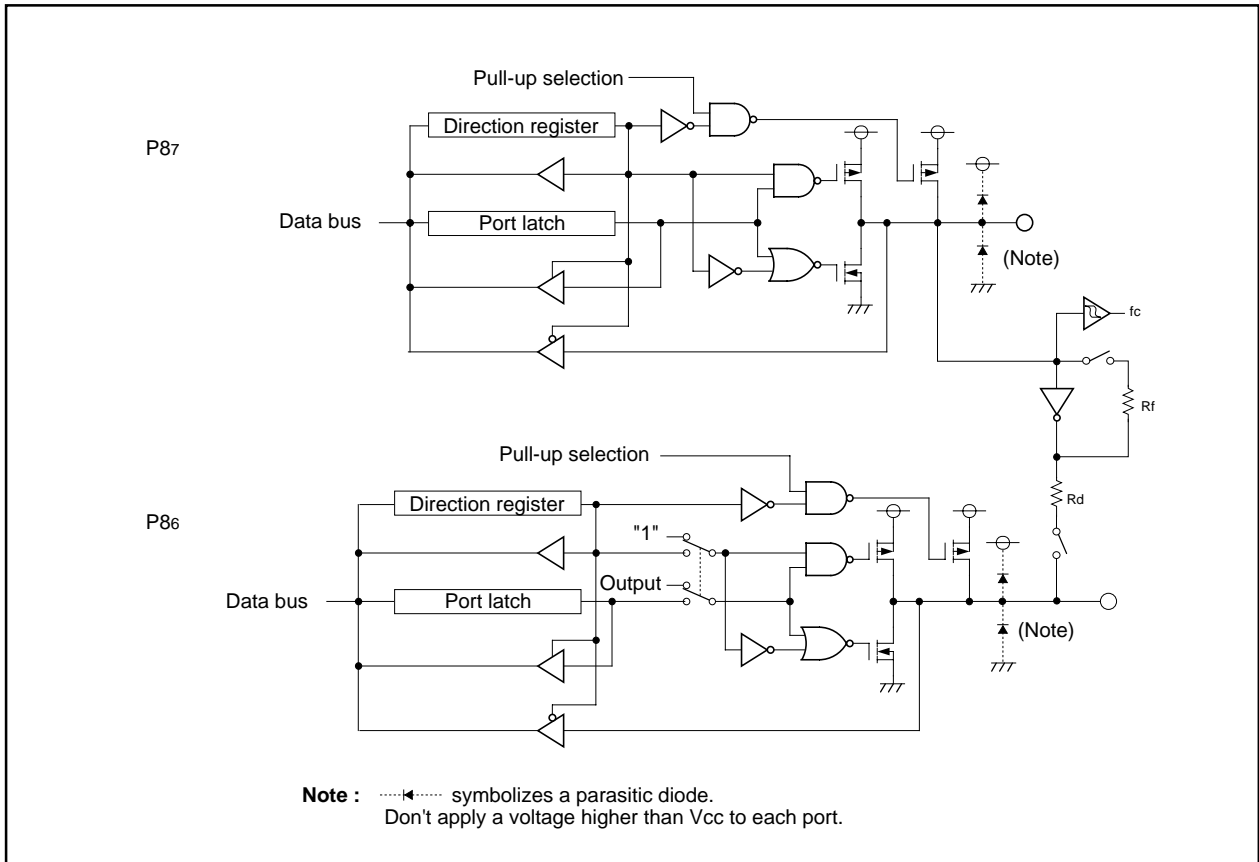 Pull-up selection
Direction register
P87
Data bus
Port latch
(Note)
fc
Rf
Pull-up selection
Rd
Direction register
P86
"1"
Output
Data bus
Port latch
(Note)
Note : symbolizes a parasitic diode.
Don't apply a voltage higher than Vcc to each port.